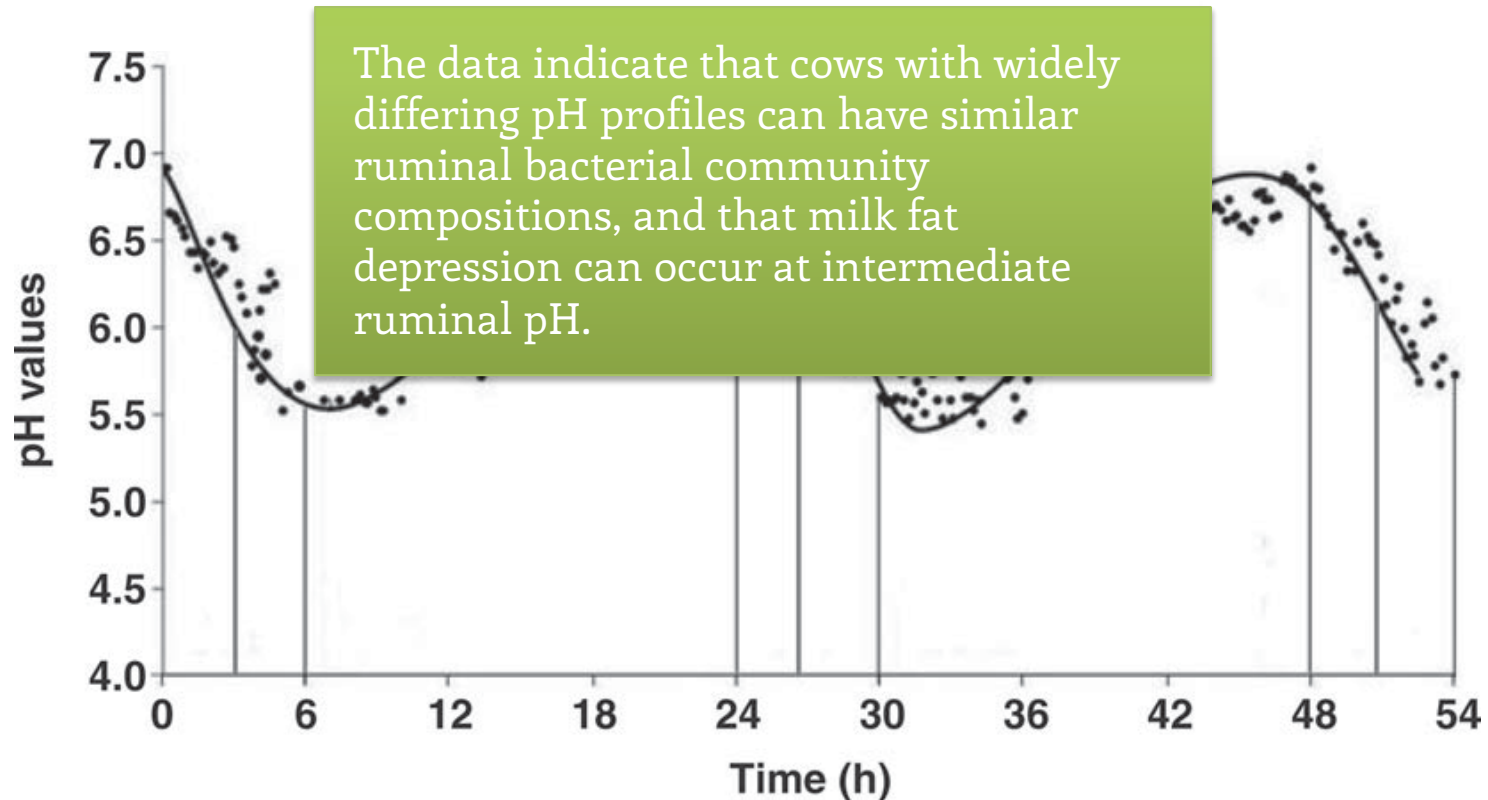 The data indicate that cows with widely
differing pH profiles can have similar
ruminal bacterial community
compositions, and that milk fat
depression can occur at intermediate
ruminal pH.
7.5
7.0
6.5
6.0
5.5
5.0
4.5
4.0
pH values
0 6 12 18 24 30 36 42 48 54
Time (h)